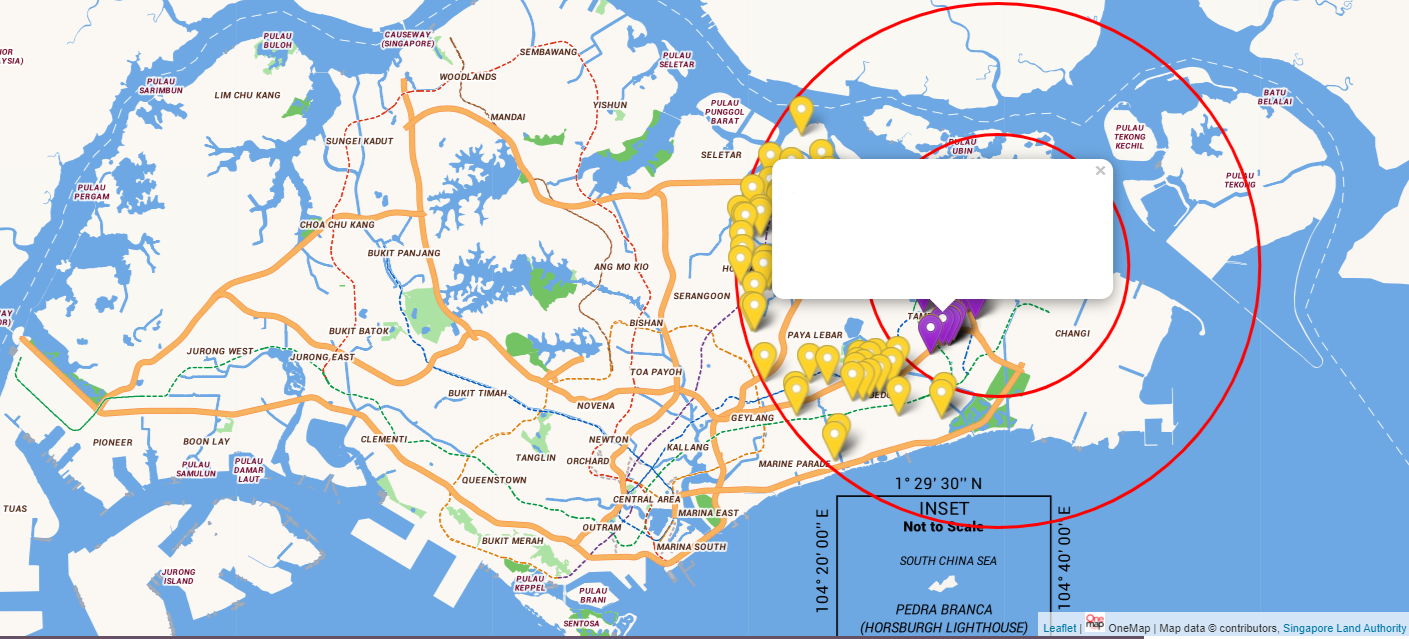 CAUSEWAY
(SINGAPORE)
PULAU
BULOH
SEMBAWANG
PULAU
SELETAR
WOODLANDS
PULAU
SARIMBUN
LIM CHU KANG
BATU
BELALAI
YISHUN
PULAU
PUNGGOL
BARAT
MANDAI
PULAU
TEKONG
KECHIL
SUNGEI KADUT
UBIN
SELETAR
PULAU
TEKONG
PULAU
PERGAM
×
CHOA CHU KANG
BUKIT PANJANG
ANG MO KIO
SERANGOON
BISHAN
PAYA LEBAR
CHANGI
BUKIT BATOK
JURONG WEST
JURONG EAST
TOA PAYOH
BUKIT TIMAH
NOVENA
GEYLANG
PIONEER
BOON LAY
CLEMENTI
NEWTON
KALLANG
TANGLIN
ORCHARD
MARINE PARADE
PULAU
SAMULUN
PULAU
DAMAR
LAUT
QUEENSTOWN
1° 29' 30'' N
CENTRAL AREA
TUAS
MARINA EAST
INSET
Not to Scale
OUTRAM
BUKIT MERAH
MARINA SOUTH
104° 20' 00'' E
104° 40' 00'' E
SOUTH CHINA SEA
JURONG
ISLAND
PULAU
KEPPEL
PULAU
BRANI
PEDRA BRANCA
(HORSBURGH LIGHTHOUSE)
SENTOSA
Leaflet | One map OneMap | Map data © contributors, Singapore Land Authority